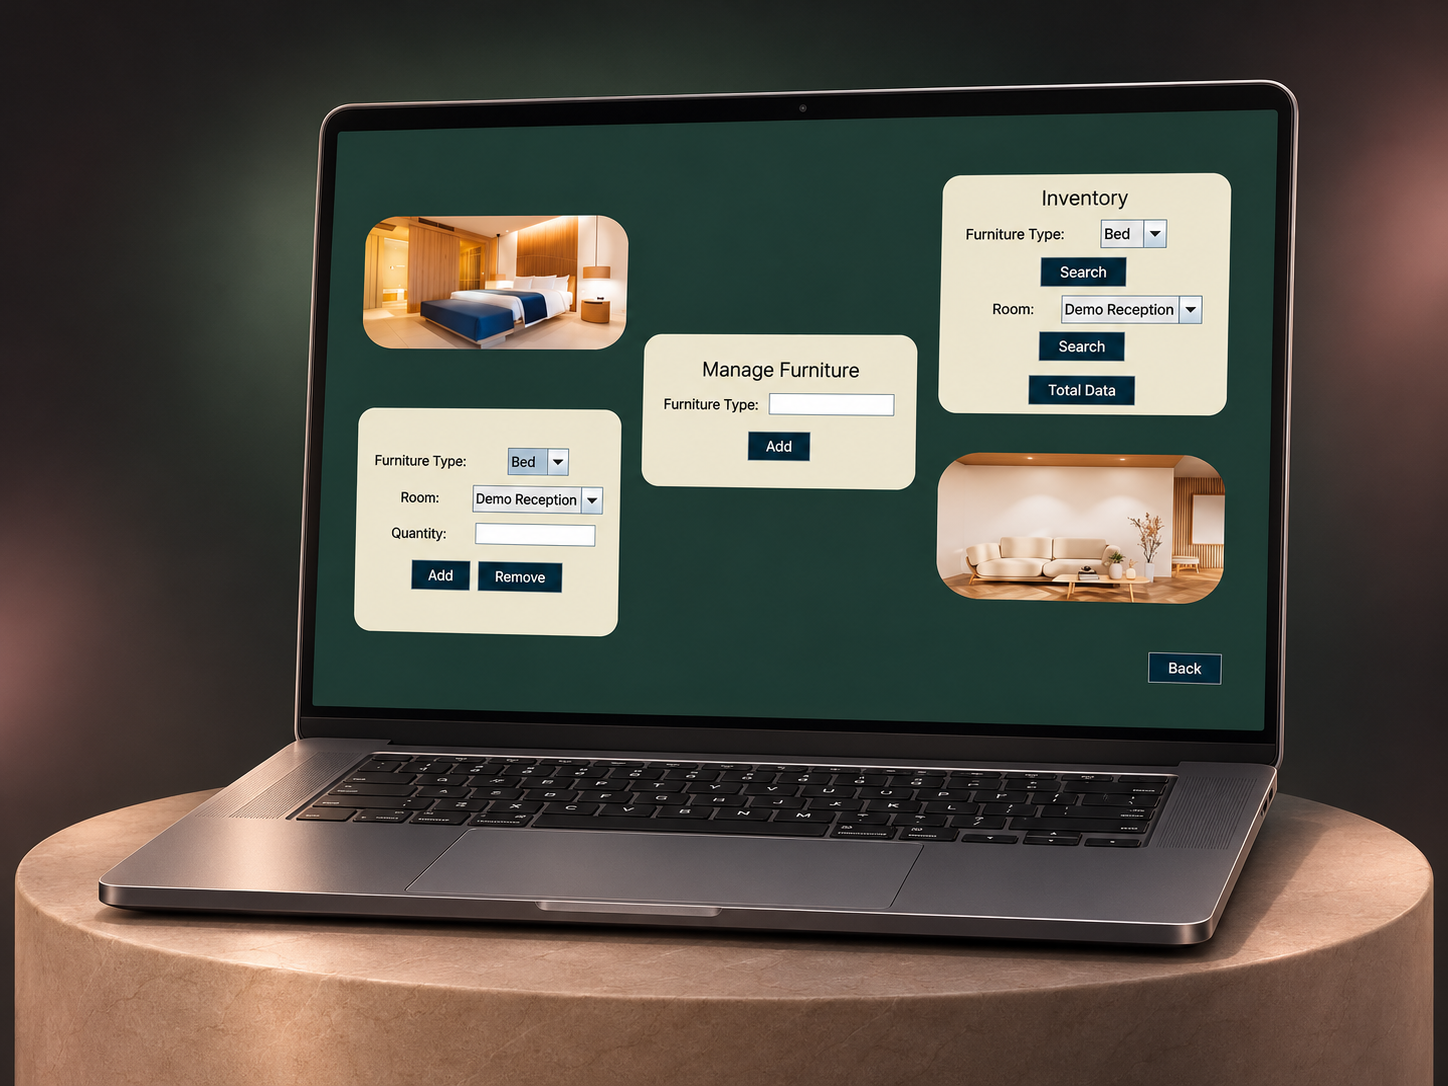 Inventory
Furniture Type: Bed
Search
Room: Demo Reception
Search
Total Data
Manage Furniture
Furniture Type:
Add
Furniture Type: Bed
Room: Demo Reception
Quantity:
Add Remove
Back